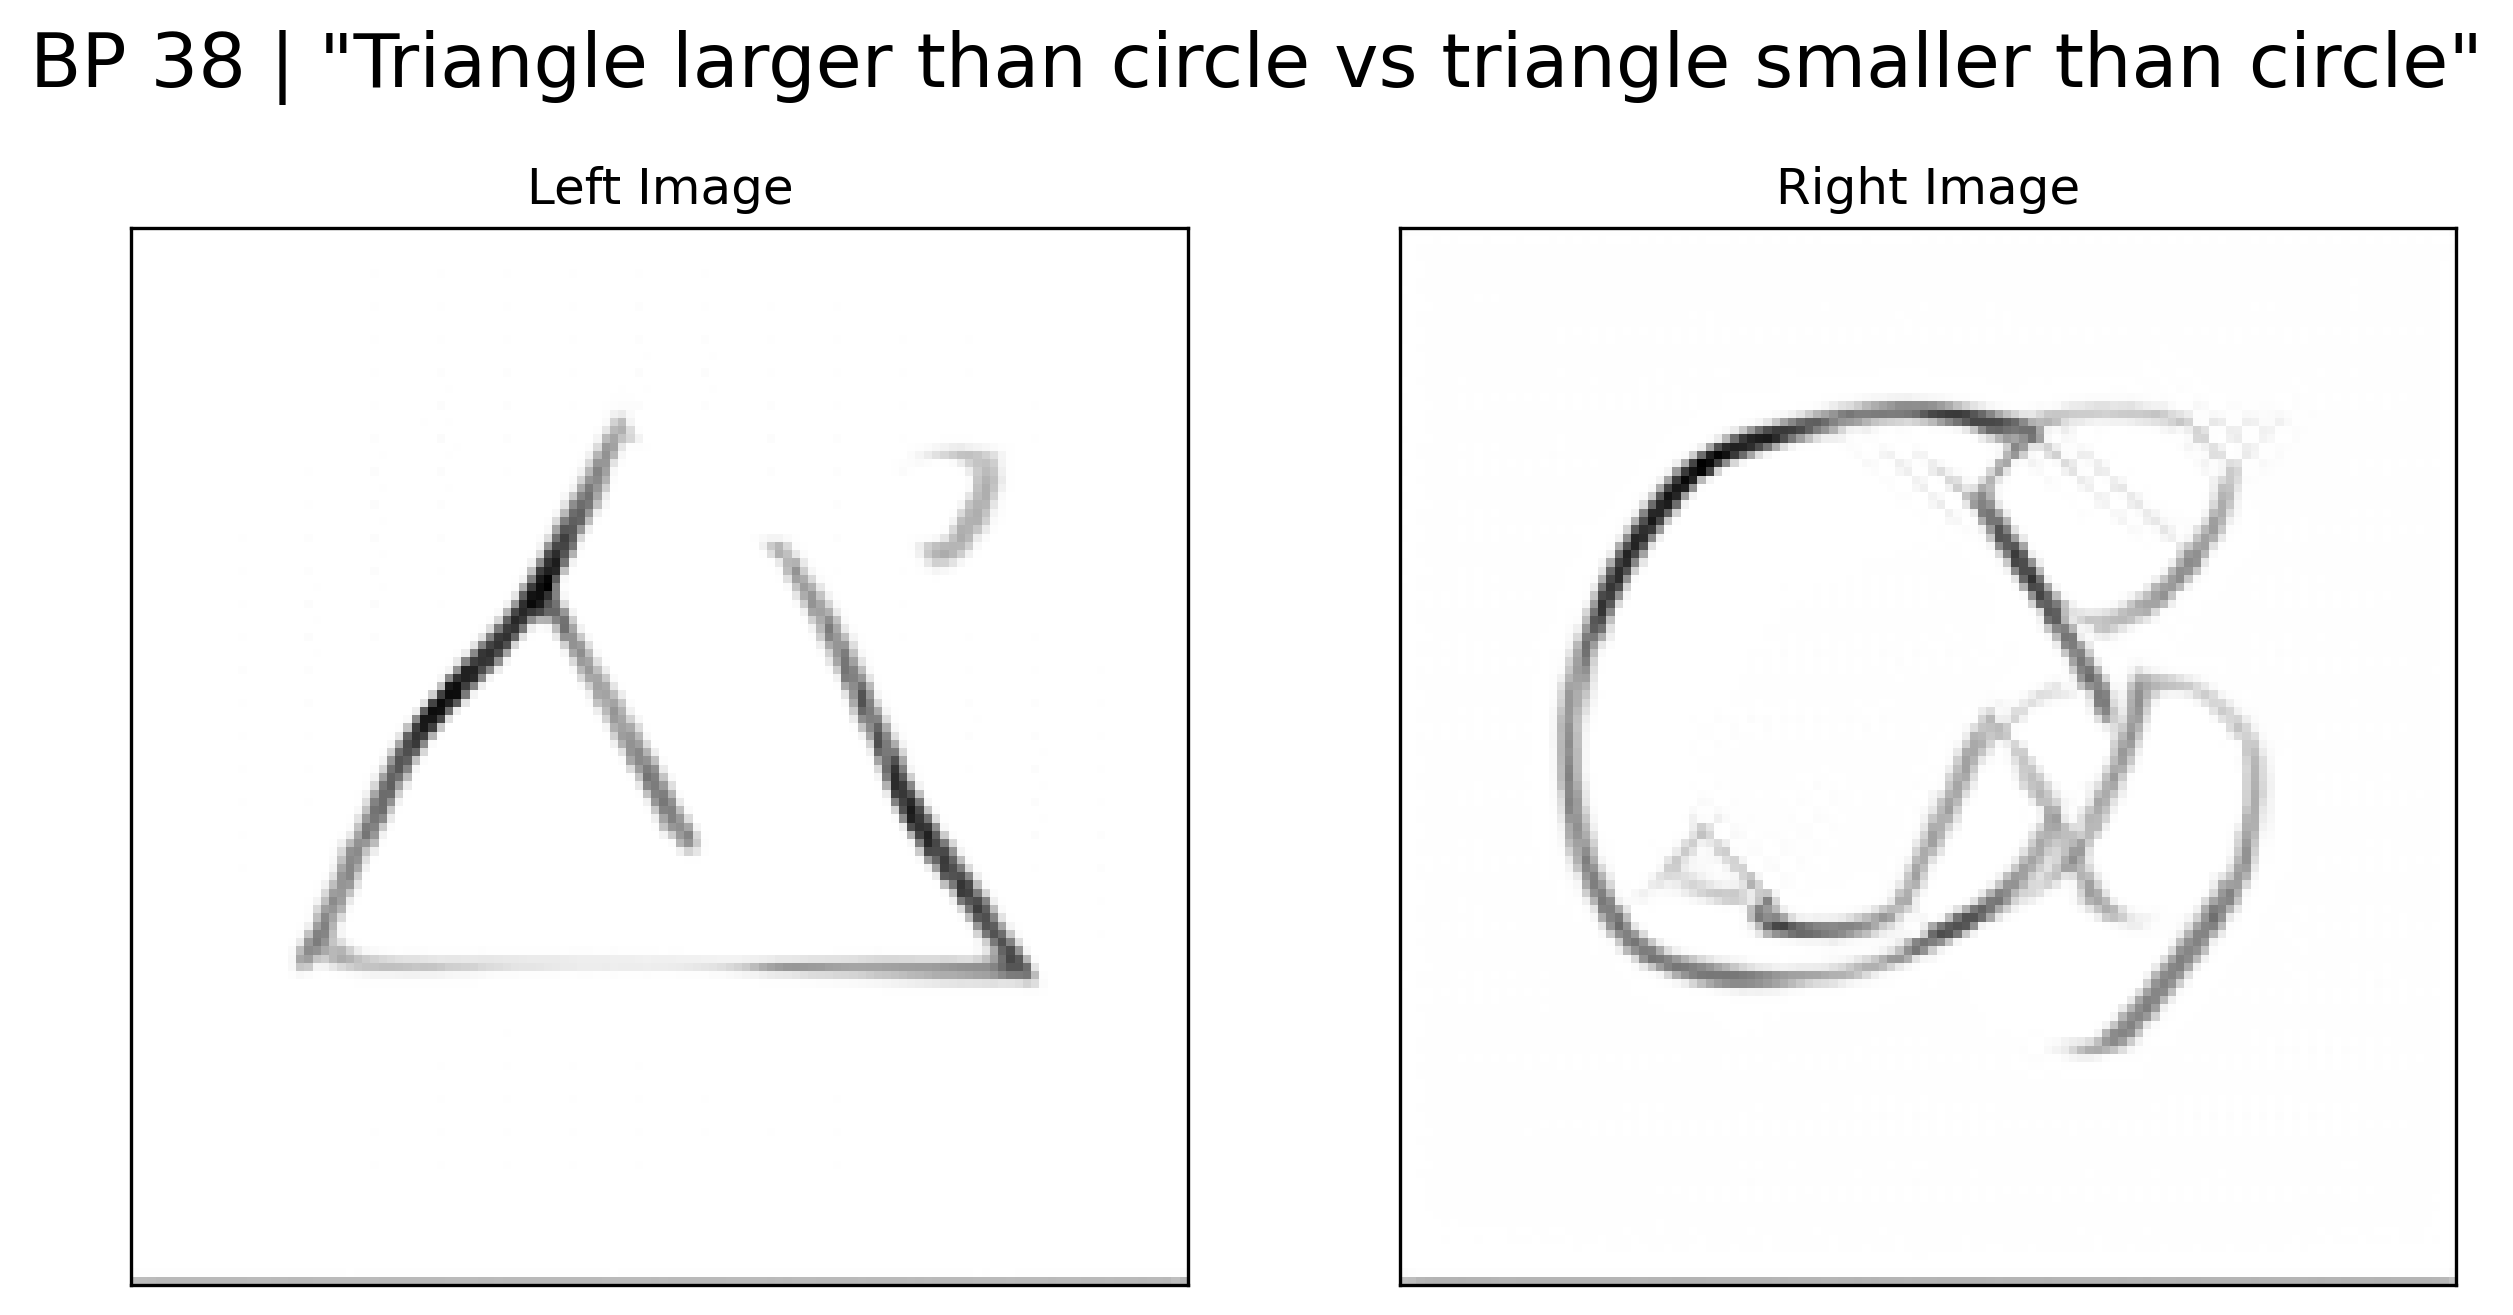 BP 38 | "Triangle larger than circle vs triangle smaller than circle"
Left Image
Right Image